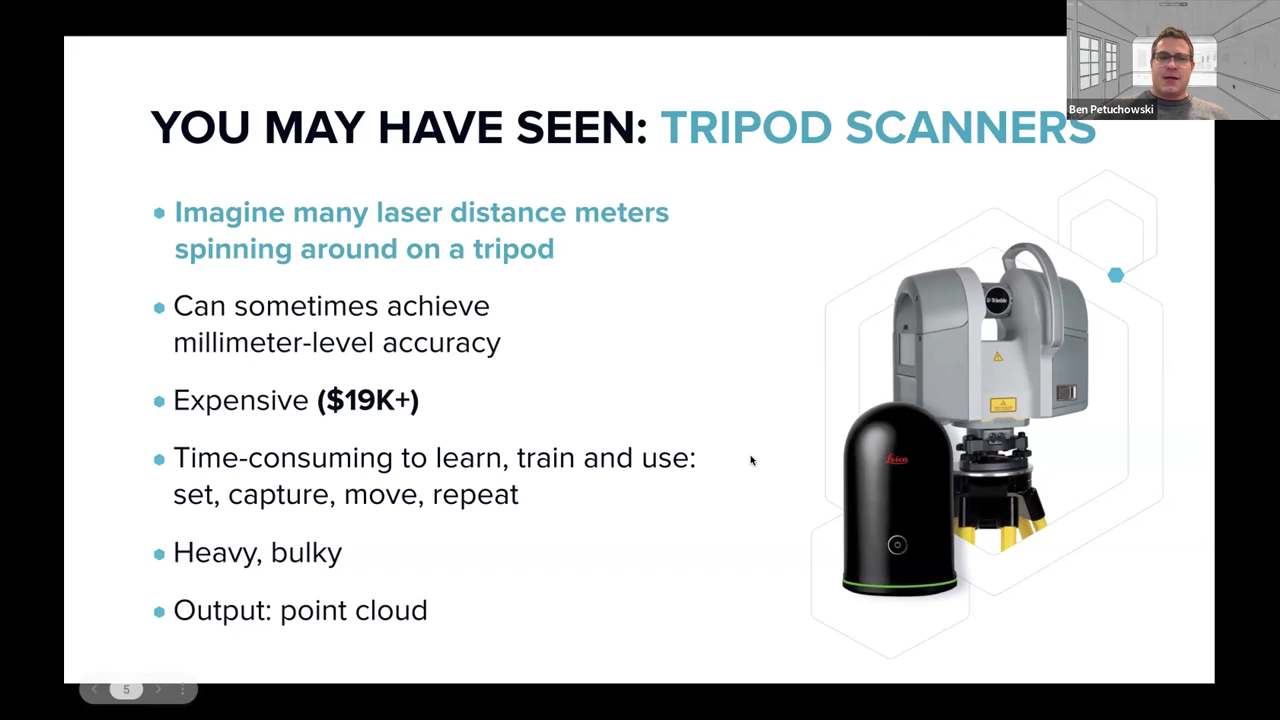 YOU MAY HAVE SEEN: TRIPOD SCANNERS
Ben Petuchowski
Imagine many laser distance meters
spinning around on a tripod
Can sometimes achieve
millimeter-level accuracy
Expensive ($19K+)
Time-consuming to learn, train and use:
set, capture, move, repeat
Heavy, bulky
Output: point cloud
Trimble
Leica
5